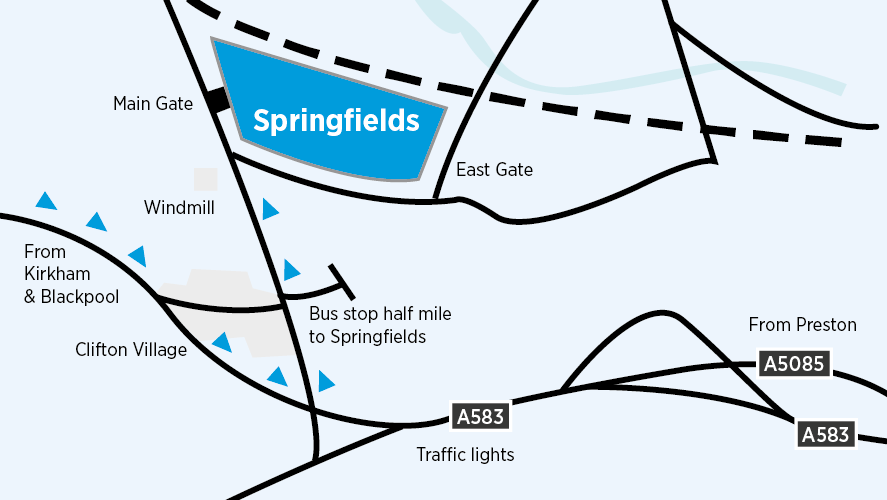 Main Gate
Springfields
East Gate
Windmill
From
Kirkham
& Blackpool
Bus stop half mile
to Springfields
Clifton Village
From Preston
A5085
A583
A583
Traffic lights